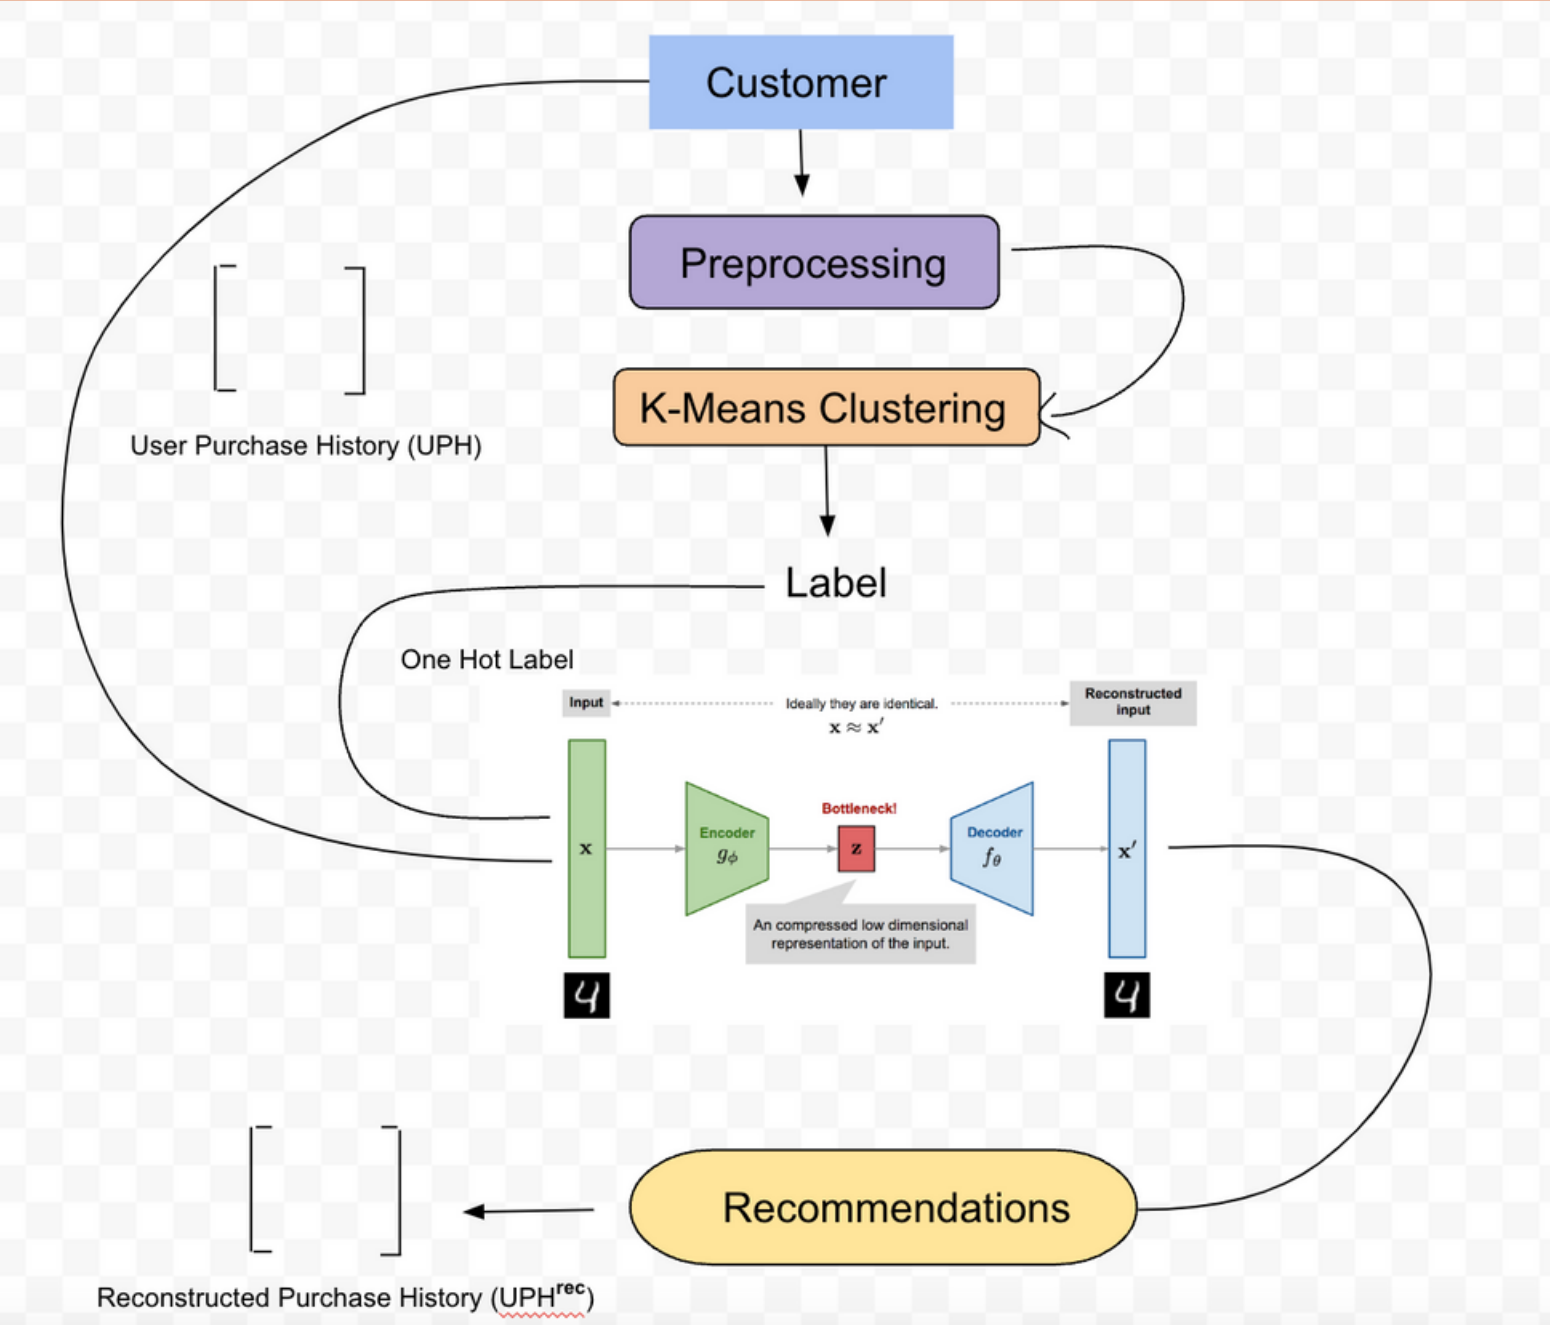 Customer
Preprocessing
K-Means Clustering
User Purchase History (UPH)
Label
One Hot Label
Input
Ideally they are identical.
x ≈ x′
Reconstructed
input
Bottleneck!
Encoder
gϕ
Decoder
fθ
x
z
x′
An compressed low dimensional
representation of the input.
4
4
Recommendations
Reconstructed Purchase History (UPHrec)